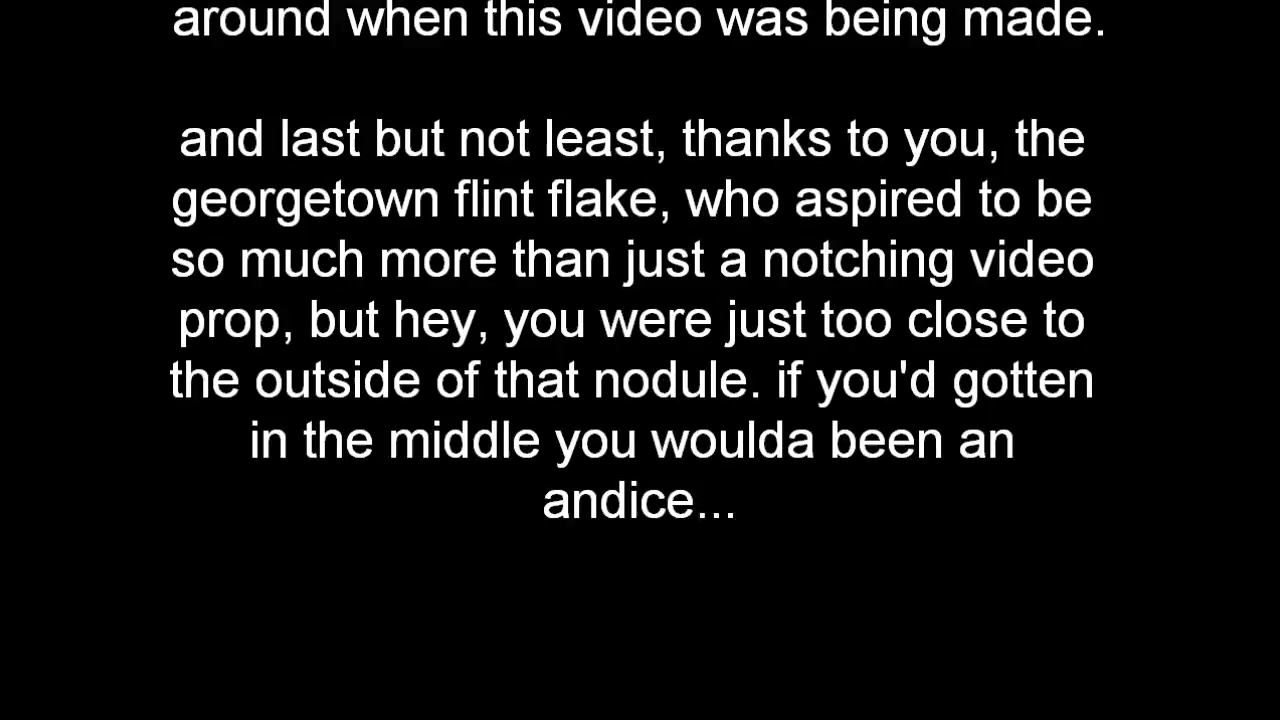 around when this video was being made.
and last but not least, thanks to you, the
georgetown flint flake, who aspired to be
so much more than just a notching video
prop, but hey, you were just too close to
the outside of that nodule. if you'd gotten
in the middle you woulda been an
andice...